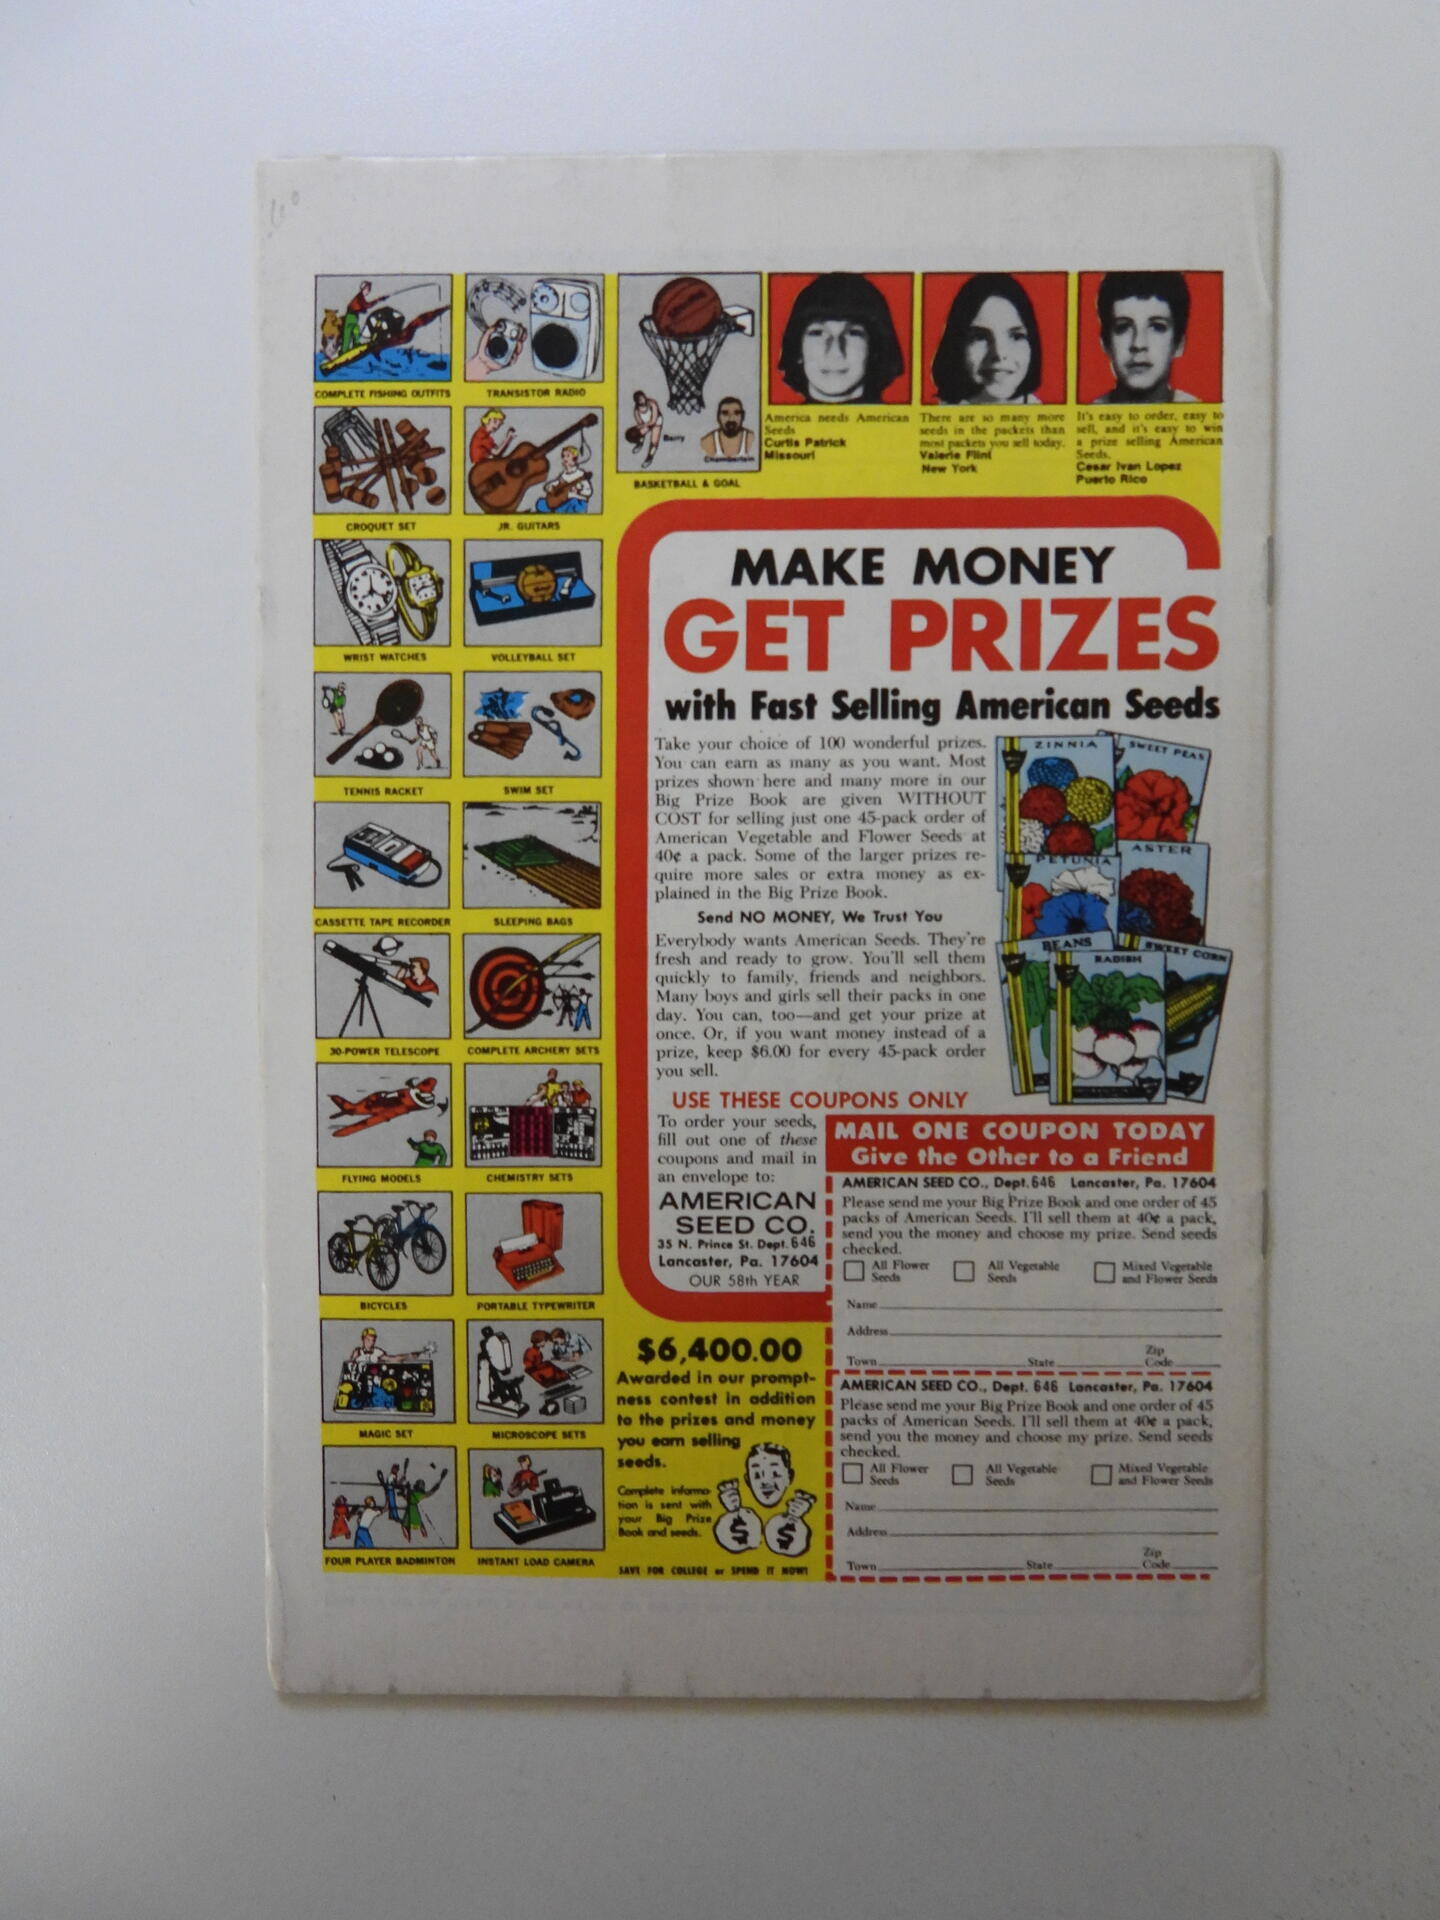 COMPLETE FISHING OUTFITS
TRANSISTOR RADIO
CROQUET SET
JR. GUITARS
WRIST WATCHES
VOLLEYBALL SET
TENNIS RACKET
SWIM SET
CASSETTE TAPE RECORDER
SLEEPING BAGS
30-POWER TELESCOPE
COMPLETE ARCHERY SETS
FLYING MODELS
CHEMISTRY SETS
BICYCLES
PORTABLE TYPEWRITER
MAGIC SET
MICROSCOPE SETS
FOUR PLAYER BADMINTON
INSTANT LOAD CAMERA
Barry
Chamberlain
BASKETBALL & GOAL
America needs American
Seeds
Curtis Patrick
Missouri
There are so many more
seeds in the packets than
most packets you sell today.
Valerie Flint
New York
It's easy to order, easy to
sell, and it's easy to win
a prize selling American
Seeds.
Cesar Ivan Lopez
Puerto Rico
MAKE MONEY
GET PRIZES
with Fast Selling American Seeds
Take your choice of 100 wonderful prizes.
You can earn as many as you want. Most
prizes shown here and many more in our
Big Prize Book are given WITHOUT
COST for selling just one 45-pack order of
American Vegetable and Flower Seeds at
40¢ a pack. Some of the larger prizes re-
quire more sales or extra money as ex-
plained in the Big Prize Book.
Send NO MONEY, We Trust You
Everybody wants American Seeds. They're
fresh and ready to grow. You'll sell them
quickly to family, friends and neighbors.
Many boys and girls sell their packs in one
day. You can, too—and get your prize at
once. Or, if you want money instead of a
prize, keep $6.00 for every 45-pack order
you sell.
ZINNIA
SWEET PEAS
PETUNIA
ASTER
BEANS
RADISH
SWEET CORN
USE THESE COUPONS ONLY
To order your seeds,
fill out one of these
coupons and mail in
an envelope to:
AMERICAN
SEED CO.
35 N. Prince St. Dept. 646
Lancaster, Pa. 17604
OUR 58th YEAR
$6,400.00
Awarded in our prompt-
ness contest in addition
to the prizes and money
you earn selling
seeds.
Complete informa-
tion is sent with
your Big Prize
Book and seeds.
$ $
SAVE FOR COLLEGE or SPEND IT NOW!
MAIL ONE COUPON TODAY
Give the Other to a Friend
AMERICAN SEED CO., Dept. 646 Lancaster, Pa. 17604
Please send me your Big Prize Book and one order of 45
packs of American Seeds. I'll sell them at 40¢ a pack,
send you the money and choose my prize. Send seeds
checked.
All Flower
Seeds
All Vegetable
Seeds
Mixed Vegetable
and Flower Seeds
Name
Address
Town State Zip Code
AMERICAN SEED CO., Dept. 646 Lancaster, Pa. 17604
Please send me your Big Prize Book and one order of 45
packs of American Seeds. I'll sell them at 40¢ a pack,
send you the money and choose my prize. Send seeds
checked.
All Flower
Seeds
All Vegetable
Seeds
Mixed Vegetable
and Flower Seeds
Name
Address
Town State Zip Code